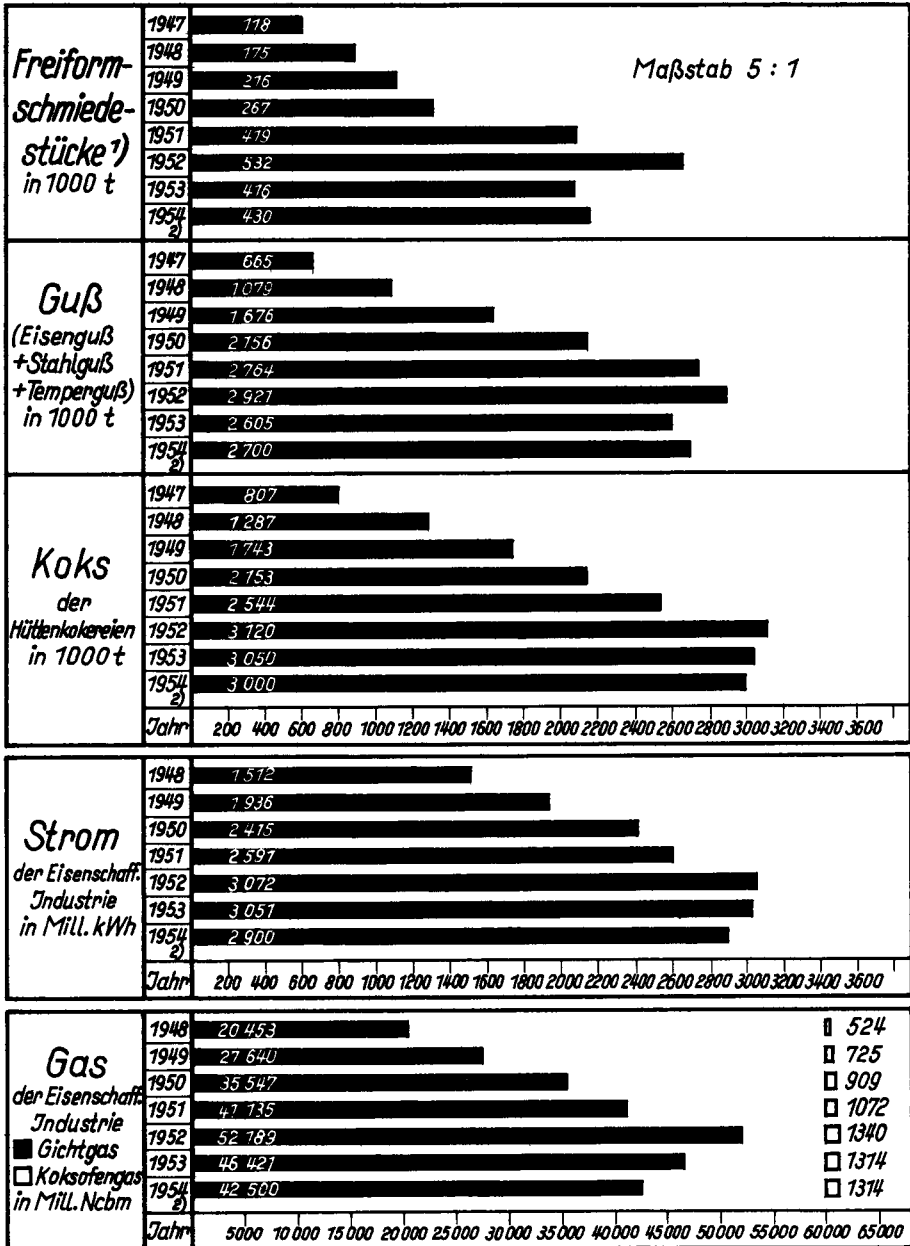 Freiform-
schmiede-
stücke¹)
in 1000 t
Maßstab 5 : 1
1947 118
1948 175
1949 216
1950 267
1951 419
1952 532
1953 416
1954 2) 430
Guß
(Eisenguß
+Stahlguß
+Temperguß)
in 1000 t
1947 665
1948 1 079
1949 1 676
1950 2 156
1951 2 764
1952 2 921
1953 2 605
1954 2) 2 700
Koks
der
Hüttenkokereien
in 1000 t
1947 807
1948 1 287
1949 1 743
1950 2 153
1951 2 544
1952 3 120
1953 3 050
1954 2) 3 000
Jahr 200 400 600 800 1000 1200 1400 1600 1800 2000 2200 2400 2600 2800 3000 3200 3400 3600
Strom
der Eisenschaff.
Industrie
in Mill. kWh
1948 1 512
1949 1 936
1950 2 415
1951 2 597
1952 3 072
1953 3 051
1954 2) 2 900
Jahr 200 400 600 800 1000 1200 1400 1600 1800 2000 2200 2400 2600 2800 3000 3200 3400 3600
Gas
der Eisenschaff.
Industrie
Gichtgas
Koksofengas
in Mill. Ncbm
1948 20 453 524
1949 27 640 725
1950 35 547 909
1951 41 135 1072
1952 52 189 1340
1953 46 421 1314
1954 2) 42 500 1314
Jahr 5000 10 000 15 000 20 000 25 000 30 000 35 000 40 000 45 000 50 000 55 000 60 000 65 000